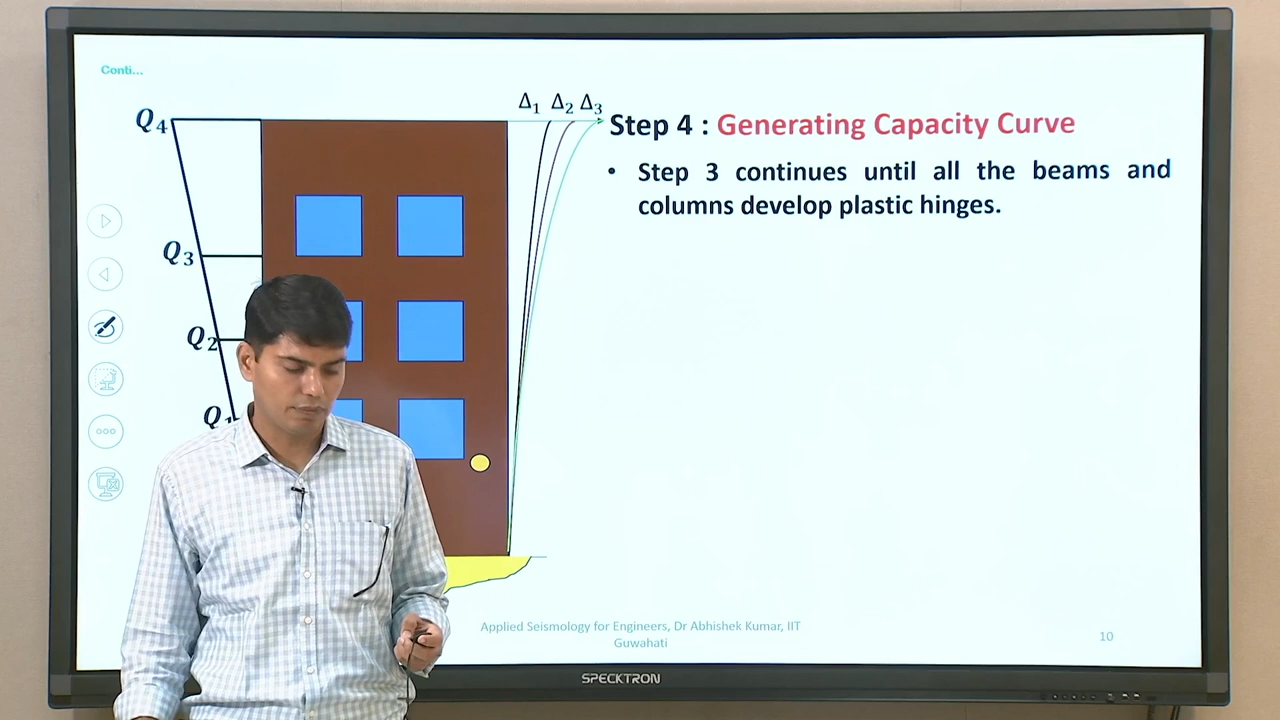 Conti...
Q4
Q3
Q2
Q1
Δ1 Δ2 Δ3
Step 4 : Generating Capacity Curve
• Step 3 continues until all the beams and
columns develop plastic hinges.
Applied Seismology for Engineers, Dr Abhishek Kumar, IIT
Guwahati
10
SPECKTRON